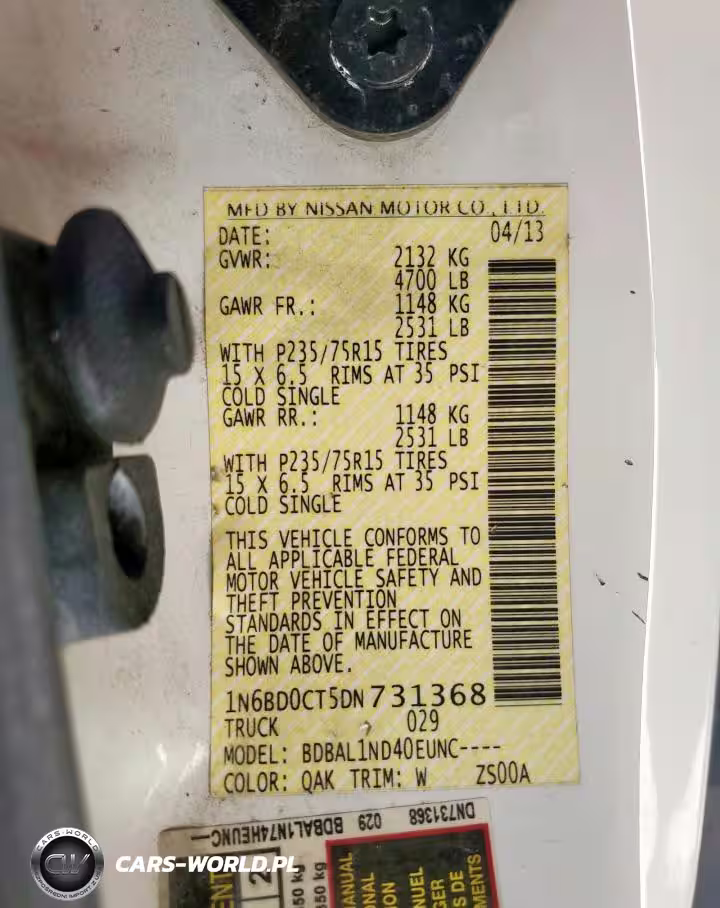 MFD BY NISSAN MOTOR CO., LTD.
DATE: 04/13
GVWR: 2132 KG
4700 LB
GAWR FR.: 1148 KG
2531 LB
WITH P235/75R15 TIRES
15 X 6.5 RIMS AT 35 PSI
COLD SINGLE
GAWR RR.: 1148 KG
2531 LB
WITH P235/75R15 TIRES
15 X 6.5 RIMS AT 35 PSI
COLD SINGLE
THIS VEHICLE CONFORMS TO
ALL APPLICABLE FEDERAL
MOTOR VEHICLE SAFETY AND
THEFT PREVENTION
STANDARDS IN EFFECT ON
THE DATE OF MANUFACTURE
SHOWN ABOVE.
1N6BD0CT5DN731368
TRUCK 029
MODEL: BDBAL1ND40EUNC----
COLOR: QAK TRIM: W ZS00A
DN731368 029 BDBAL1N74HEUNC—
CARS-WORLD.PL